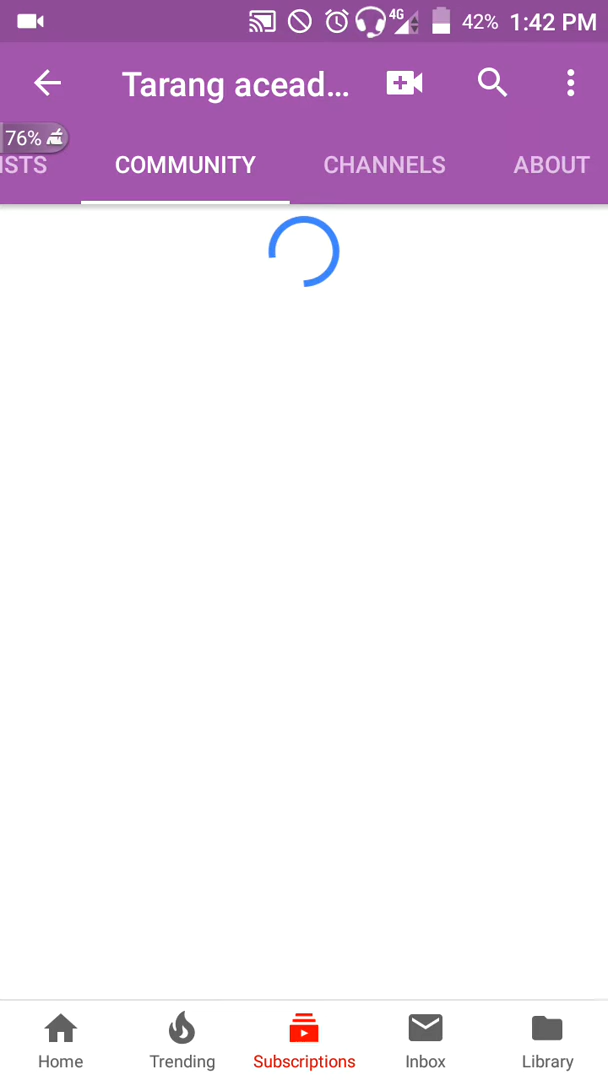 4G 42% 1:42 PM
Tarang acead...
76%
ISTS COMMUNITY CHANNELS ABOUT
Home Trending Subscriptions Inbox Library